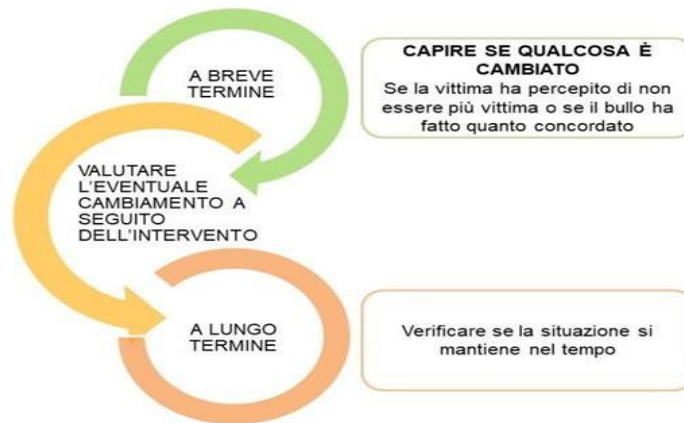 A BREVE
TERMINE
CAPIRE SE QUALCOSA È
CAMBIATO
Se la vittima ha percepito di non
essere più vittima o se il bullo ha
fatto quanto concordato
VALUTARE
L'EVENTUALE
CAMBIAMENTO A
SEGUITO
DELL'INTERVENTO
A LUNGO
TERMINE
Verificare se la situazione si
mantiene nel tempo